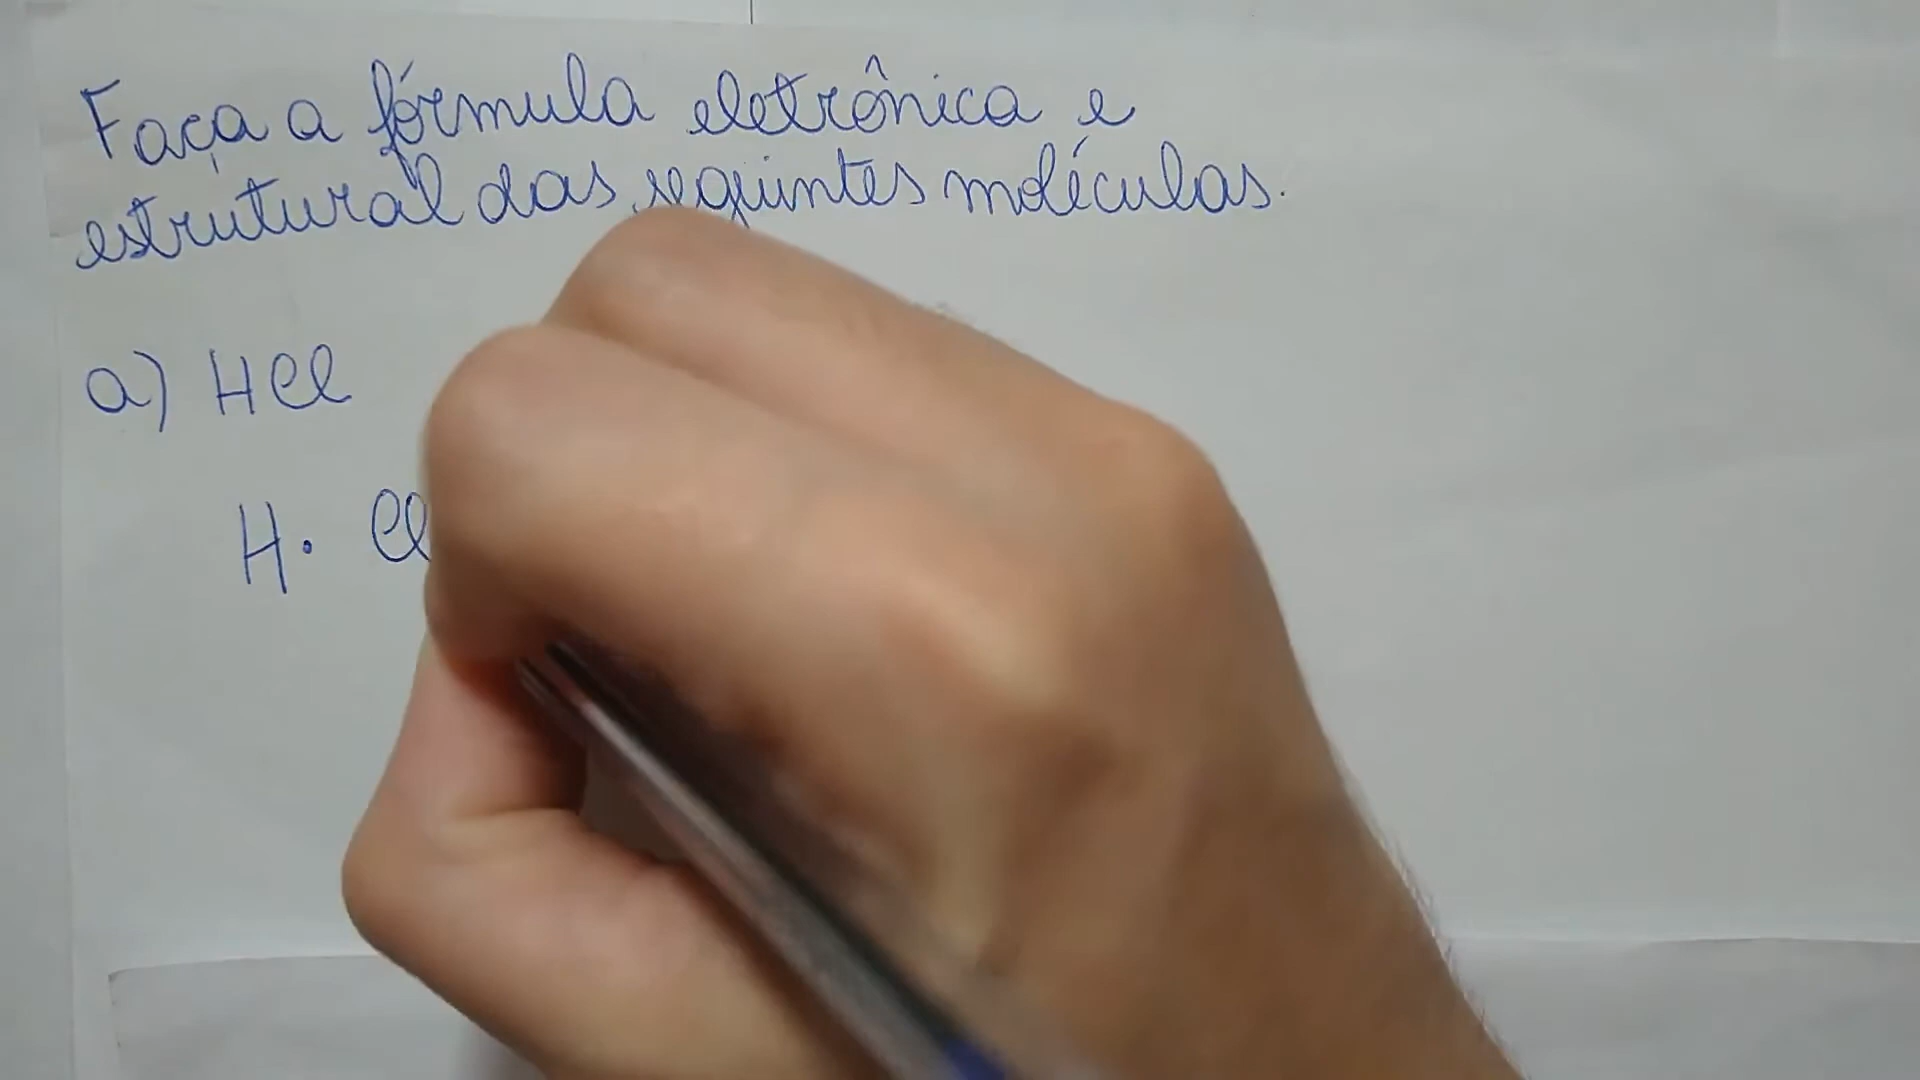 Faça a fórmula eletrônica e
estrutural das seguintes moléculas.
a) HCl
H· Cl